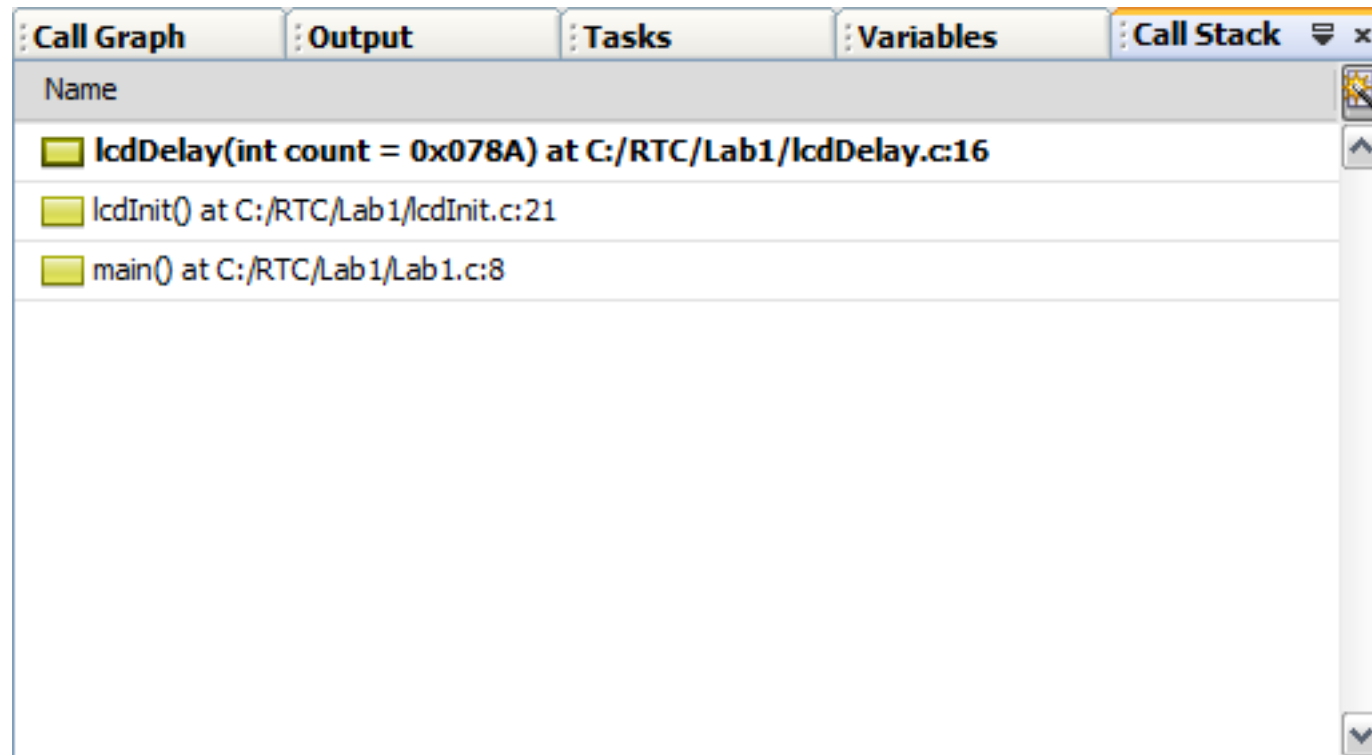 Call Graph Output Tasks Variables Call Stack
Name
lcdDelay(int count = 0x078A) at C:/RTC/Lab1/lcdDelay.c:16
lcdInit() at C:/RTC/Lab1/lcdInit.c:21
main() at C:/RTC/Lab1/Lab1.c:8